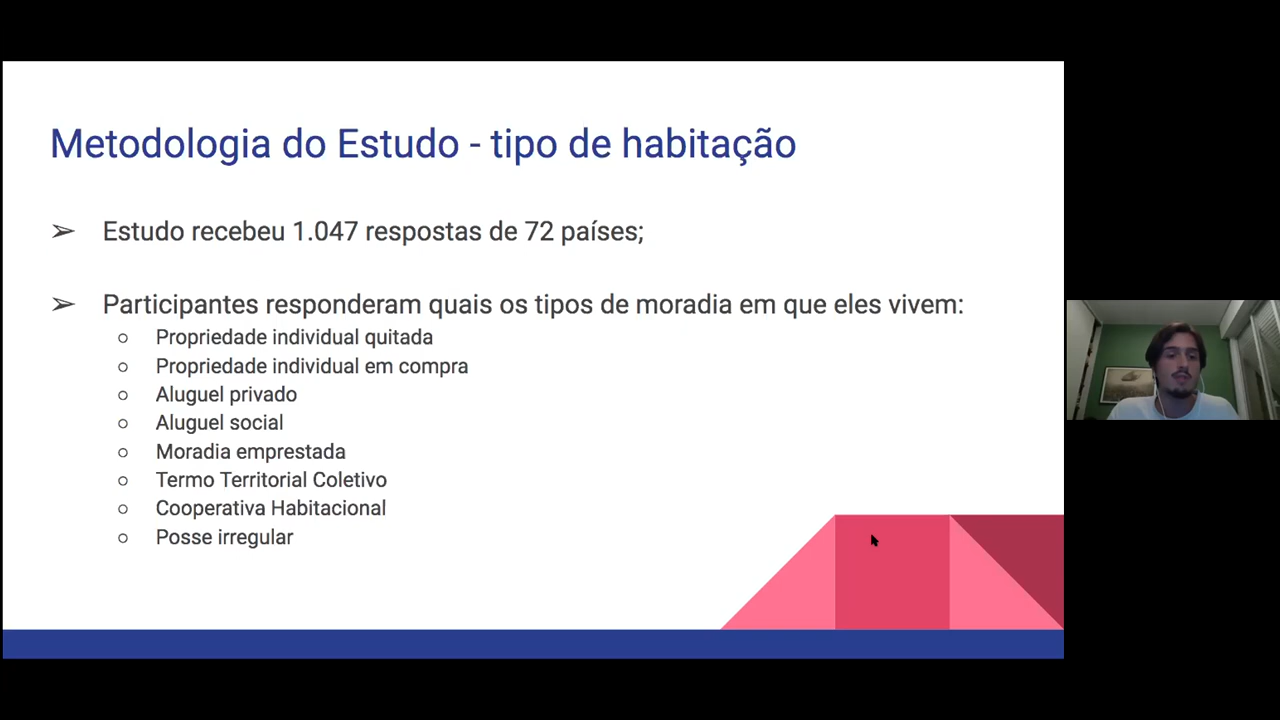 Metodologia do Estudo - tipo de habitação
➢ Estudo recebeu 1.047 respostas de 72 países;
➢ Participantes responderam quais os tipos de moradia em que eles vivem:
○ Propriedade individual quitada
○ Propriedade individual em compra
○ Aluguel privado
○ Aluguel social
○ Moradia emprestada
○ Termo Territorial Coletivo
○ Cooperativa Habitacional
○ Posse irregular